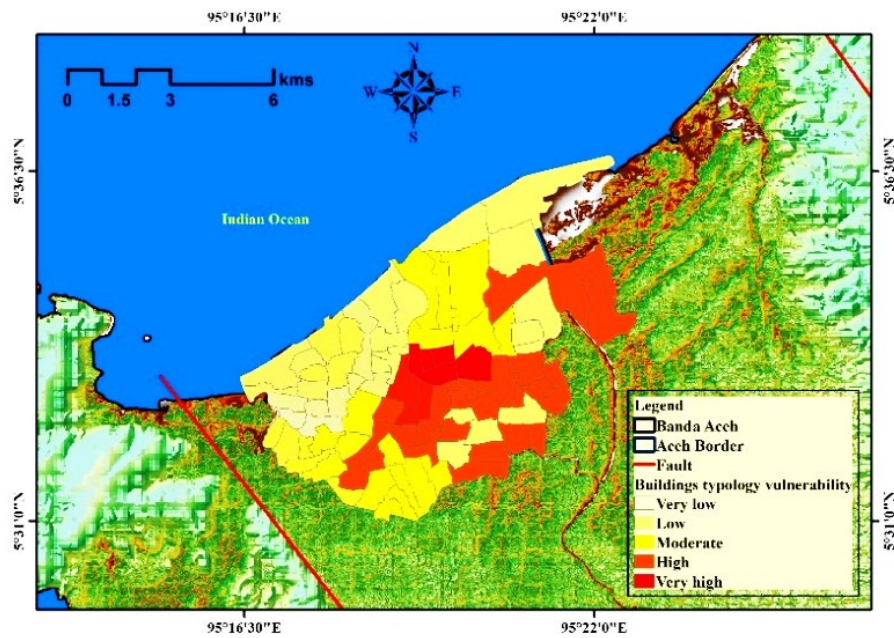 95°16'30"E 95°22'0"E
N
W E
S
kms
0 1.5 3 6
5°36'30"N 5°36'30"N
Indian Ocean
Legend
Banda Aceh
Aceh Border
Fault
Buildings typology vulnerability
Very low
Low
Moderate
High
Very high
5°31'0"N 5°31'0"N
95°16'30"E 95°22'0"E